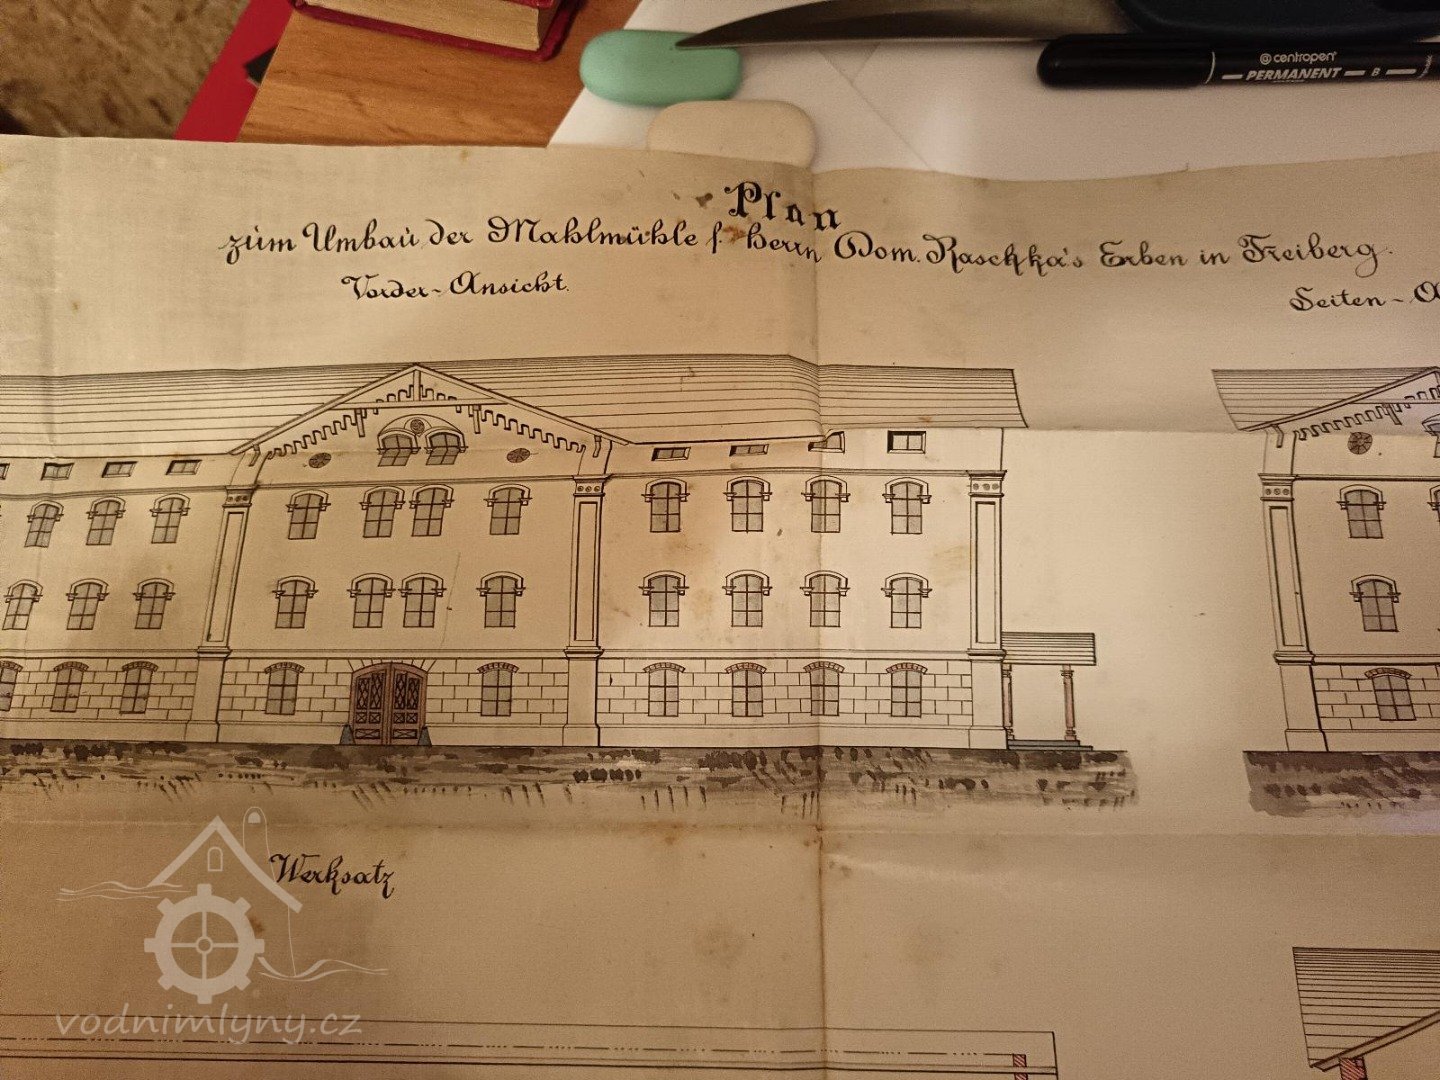 centropen
PERMANENT B
Plan
zum Umbau der Mahlmühle f. Herrn Dom. Raschka's Erben in Freiberg.
Vorder-Ansicht.
Seiten-A
Werksatz
vodnimlyny.cz